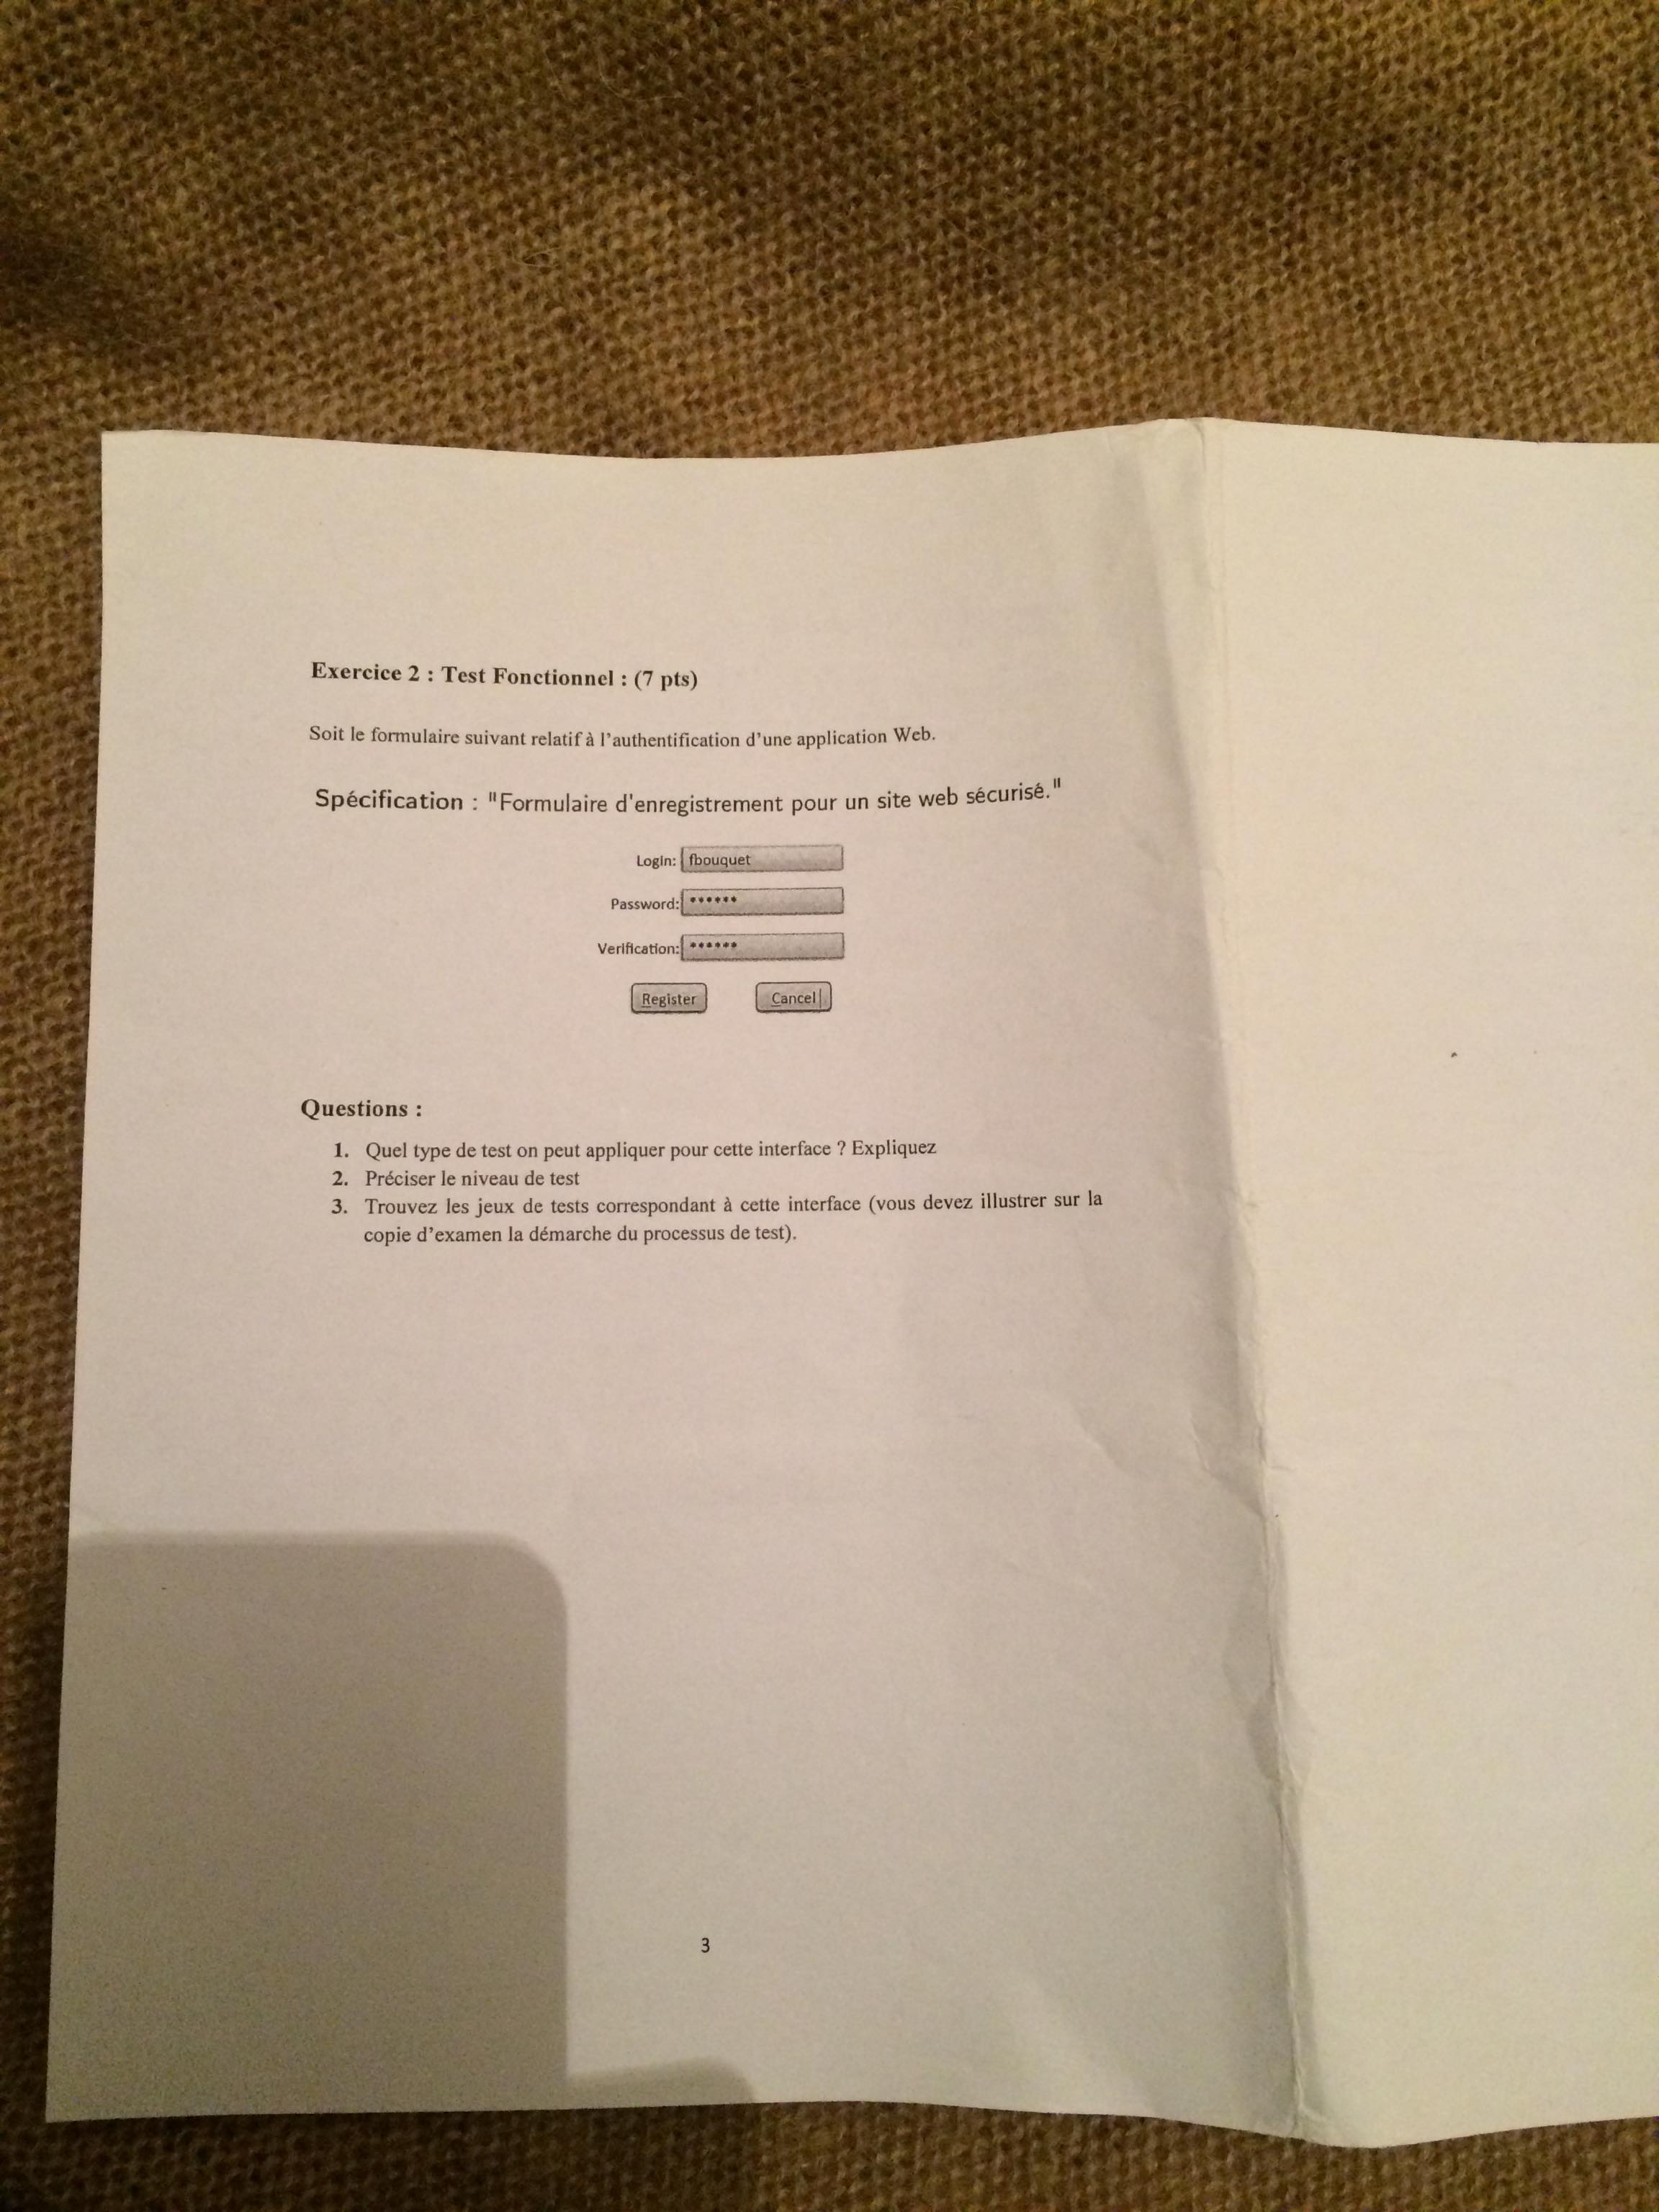 Exercice 2 : Test Fonctionnel : (7 pts)
Soit le formulaire suivant relatif à l'authentification d'une application Web.
Spécification : "Formulaire d'enregistrement pour un site web sécurisé."
Login: fbouquet
Password: ******
Verification: ******
Register Cancel
Questions :
1. Quel type de test on peut appliquer pour cette interface ? Expliquez
2. Préciser le niveau de test
3. Trouvez les jeux de tests correspondant à cette interface (vous devez illustrer sur la
copie d'examen la démarche du processus de test).
3